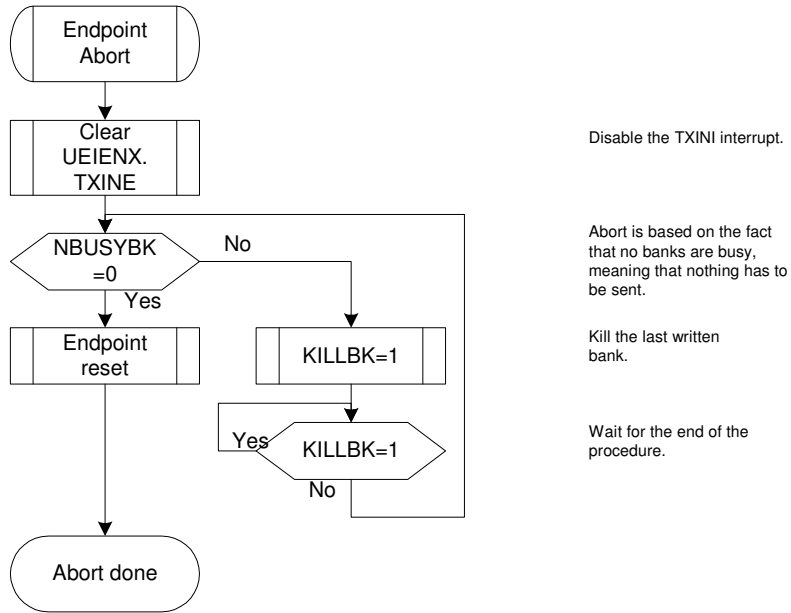 Endpoint
Abort
Clear
UEIENX.
TXINE
Disable the TXINI interrupt.
NBUSYBK
=0
No
Yes
Abort is based on the fact
that no banks are busy,
meaning that nothing has to
be sent.
Endpoint
reset
KILLBK=1
Kill the last written
bank.
Yes
KILLBK=1
No
Wait for the end of the
procedure.
Abort done